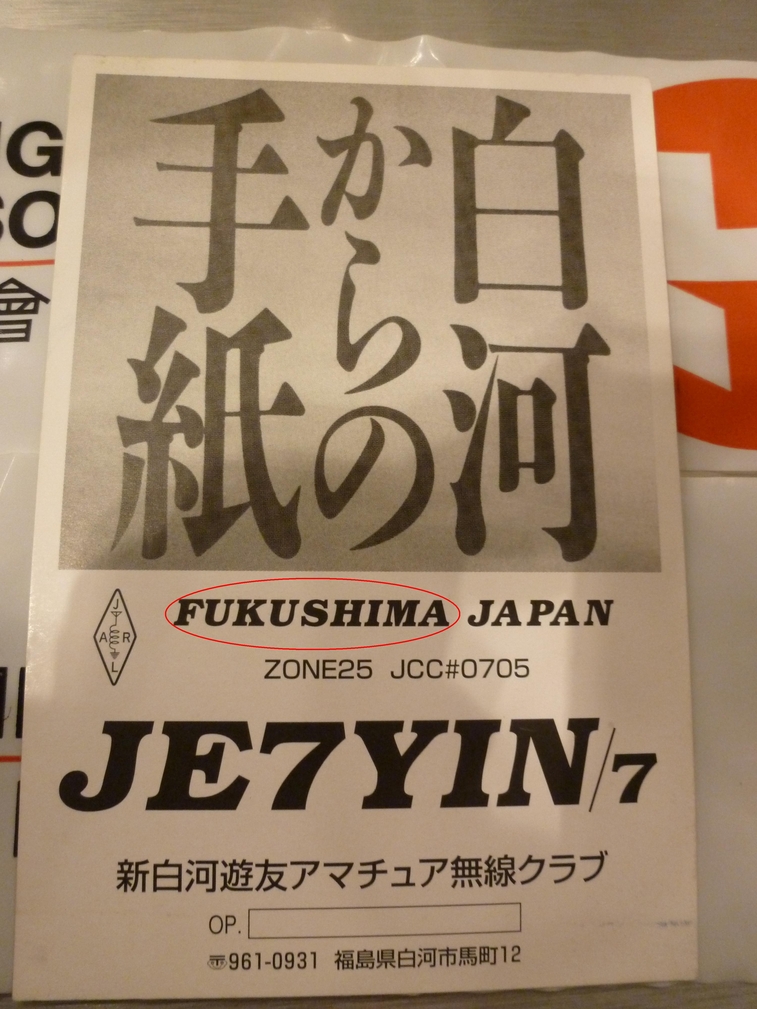 白河
からの
手紙
JARL
FUKUSHIMA JAPAN
ZONE25 JCC#0705
JE7YIN/7
新白河遊友アマチュア無線クラブ
OP.
〠961-0931 福島県白河市馬町12
G
SO
會